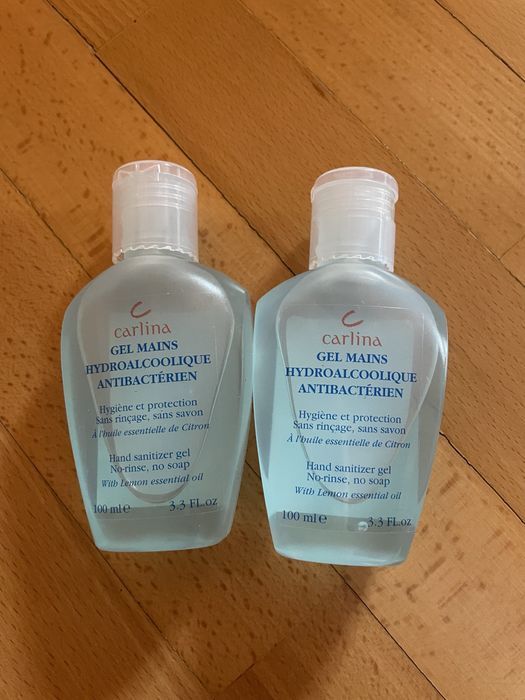 carlina
GEL MAINS
HYDROALCOOLIQUE
ANTIBACTÉRIEN
Hygiène et protection
Sans rinçage, sans savon
À l'huile essentielle de Citron
Hand sanitizer gel
No-rinse, no soap
With Lemon essential oil
100 ml e 3.3 FL.oz
carlina
GEL MAINS
HYDROALCOOLIQUE
ANTIBACTÉRIEN
Hygiène et protection
Sans rinçage, sans savon
À l'huile essentielle de Citron
Hand sanitizer gel
No-rinse, no soap
With Lemon essential oil
100 ml e 3.3 FL.oz